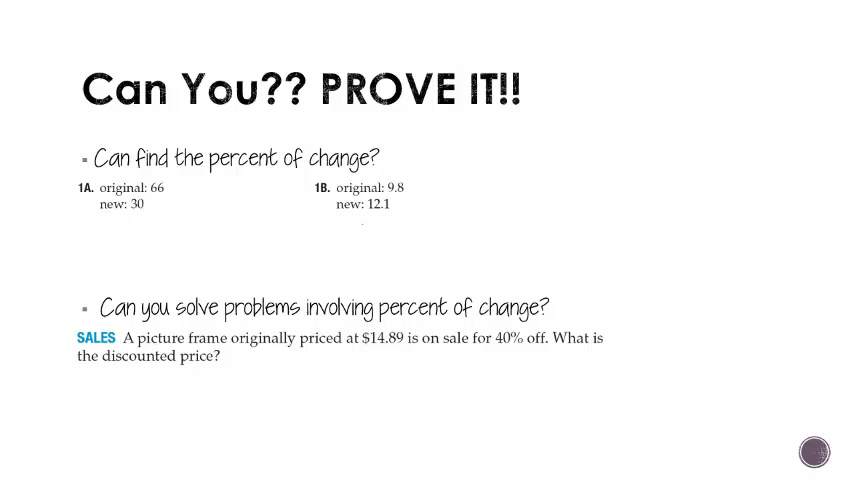 Can You?? PROVE IT!!
▪ Can find the percent of change?
1A. original: 66
new: 30
1B. original: 9.8
new: 12.1
▪ Can you solve problems involving percent of change?
SALES A picture frame originally priced at $14.89 is on sale for 40% off. What is
the discounted price?